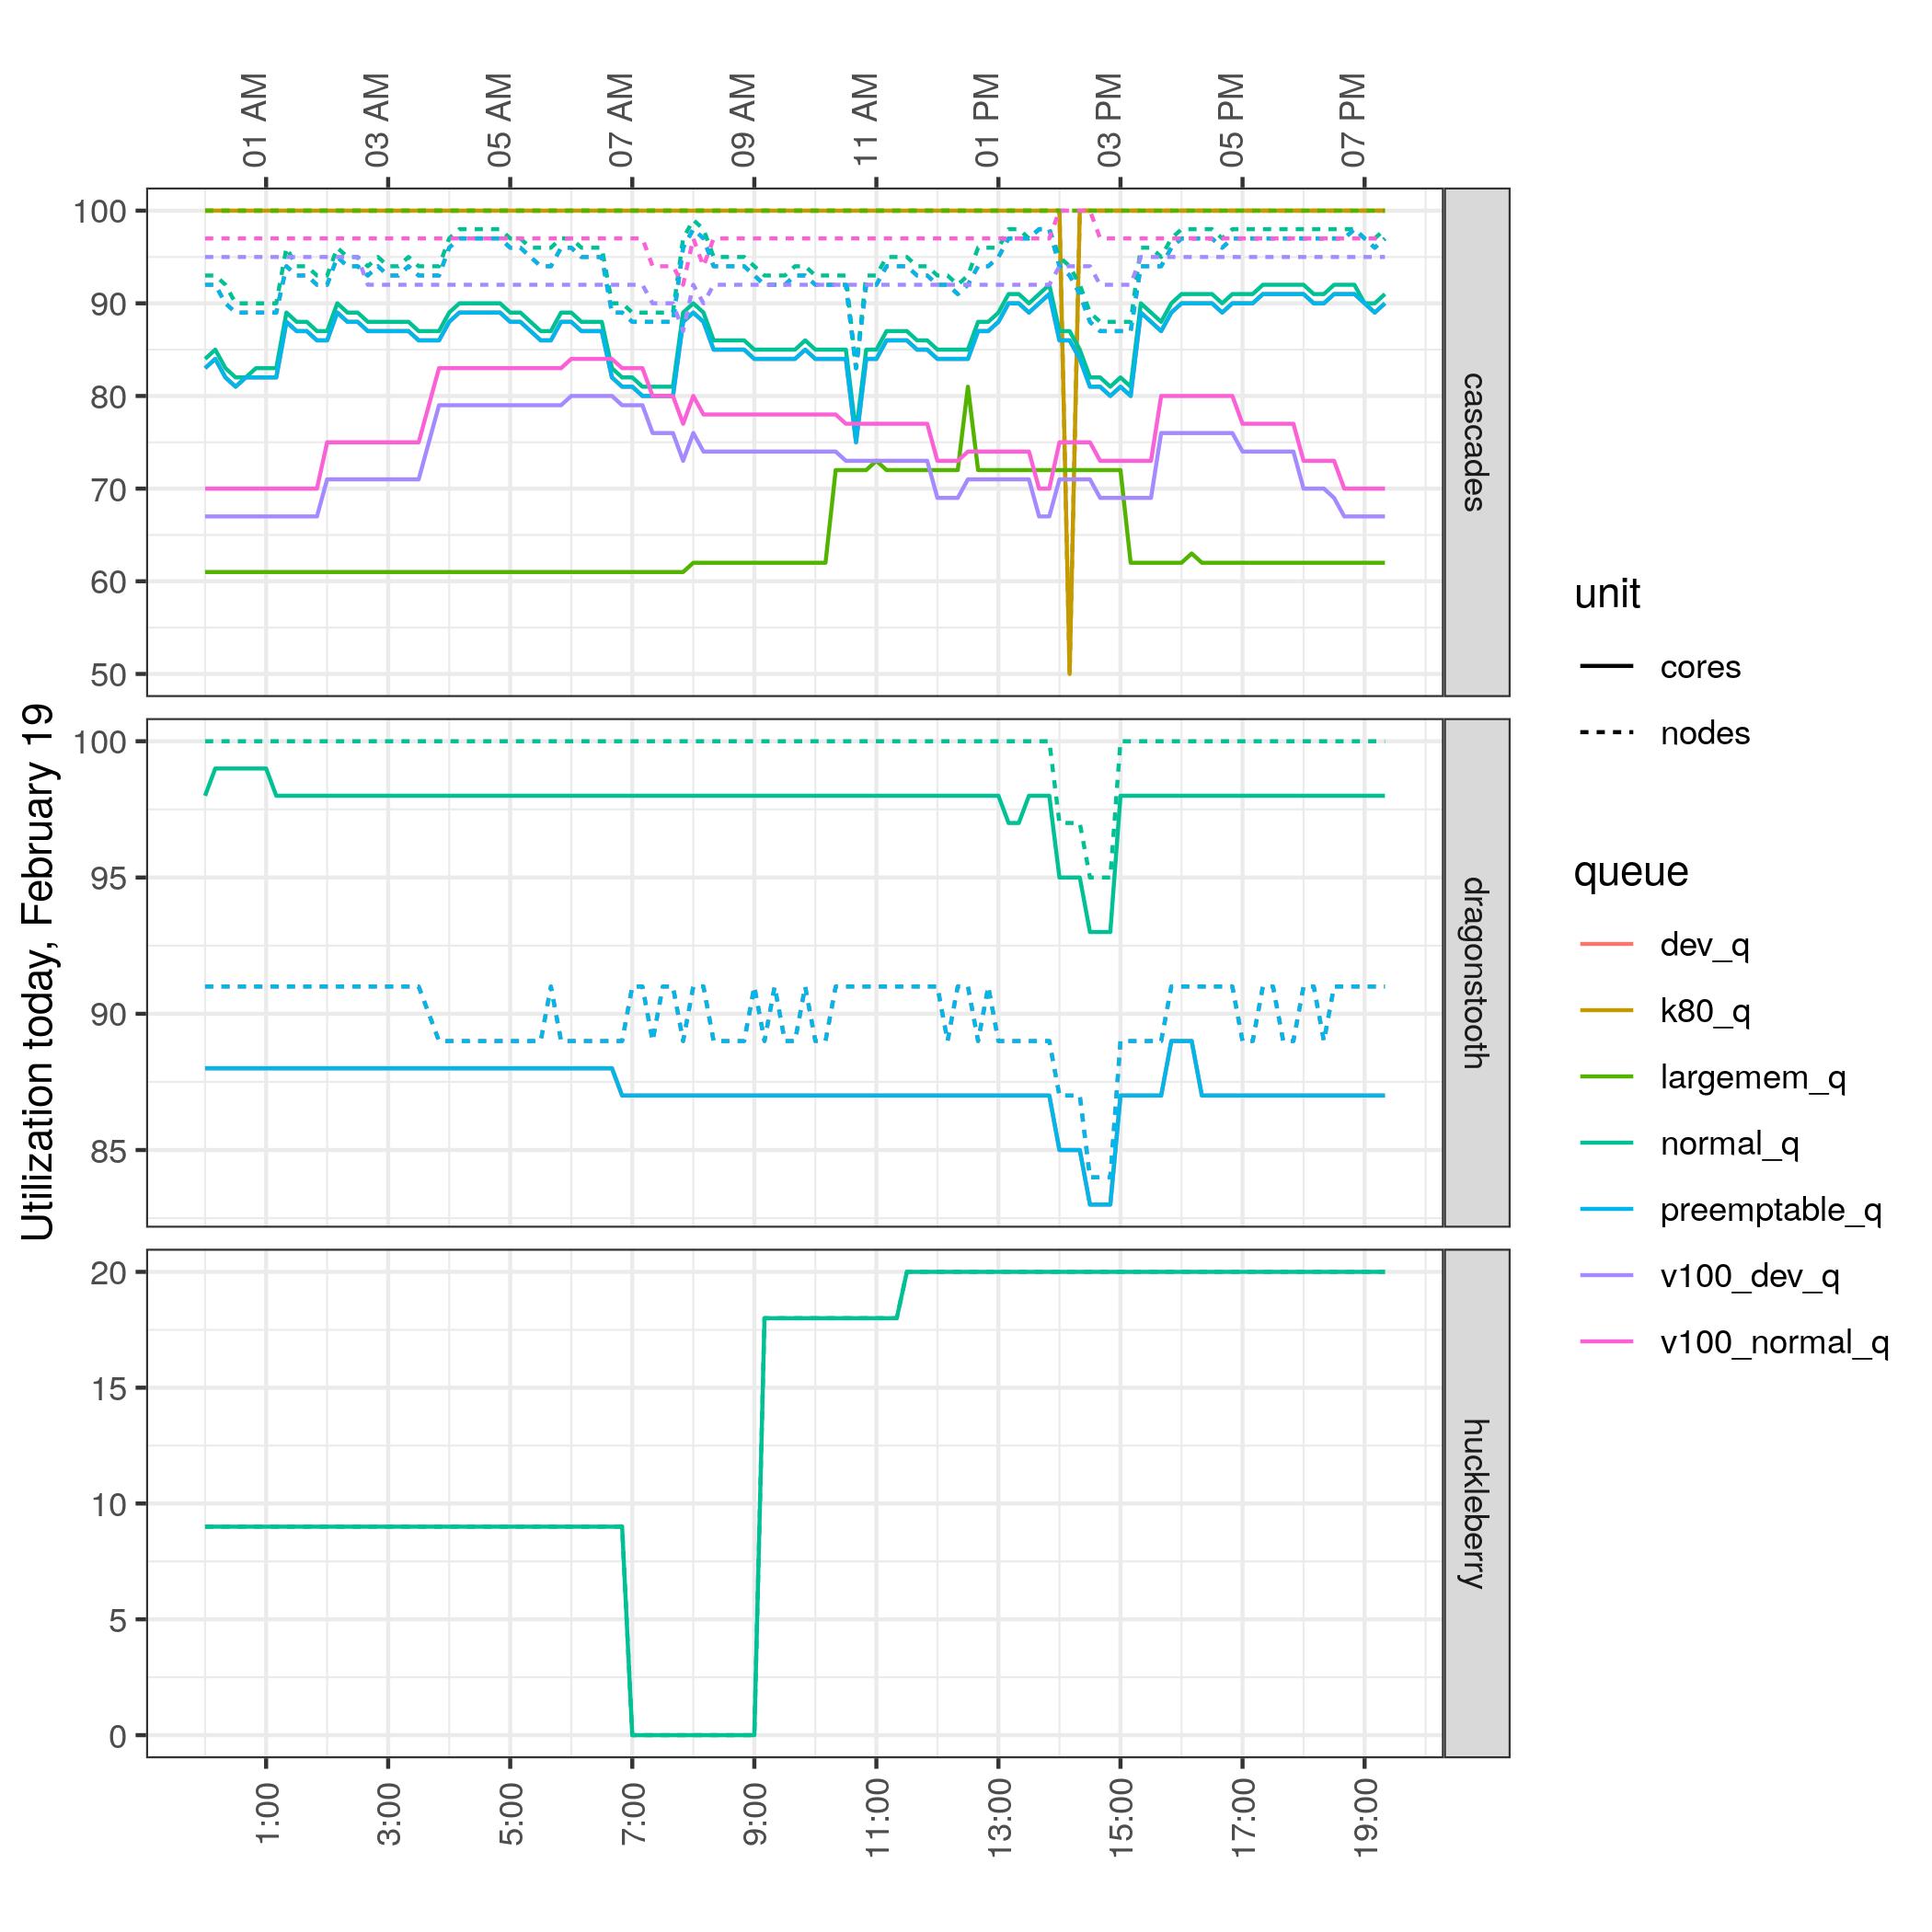 01 AM
03 AM
05 AM
07 AM
09 AM
11 AM
01 PM
03 PM
05 PM
07 PM
100
90
80
70
60
50
cascades
100
95
90
85
dragonstooth
20
15
10
5
0
huckleberry
1:00
3:00
5:00
7:00
9:00
11:00
13:00
15:00
17:00
19:00
Utilization today, February 19
unit
cores
nodes
queue
dev_q
k80_q
largemem_q
normal_q
preemptable_q
v100_dev_q
v100_normal_q